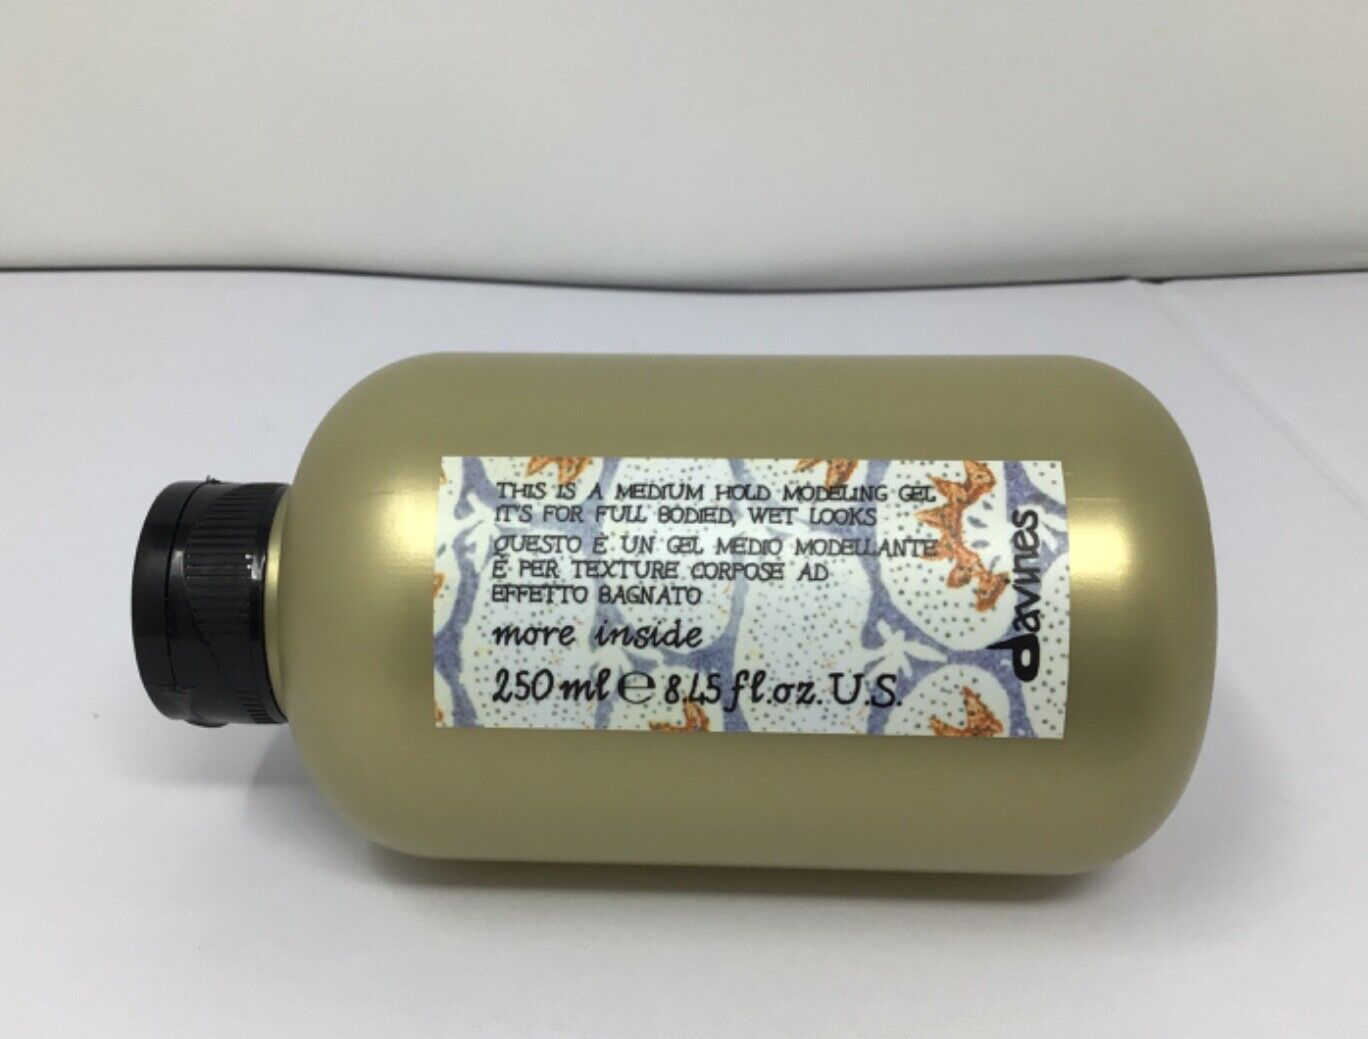 THIS IS A MEDIUM HOLD MODELING GEL
IT'S FOR FULL BODIED, WET LOOKS
QUESTO È UN GEL MEDIO MODELLANTE
È PER TEXTURE CORPOSE AD
EFFETTO BAGNATO
more inside
250 ml ℮ 8.45 fl.oz. U.S.
davines